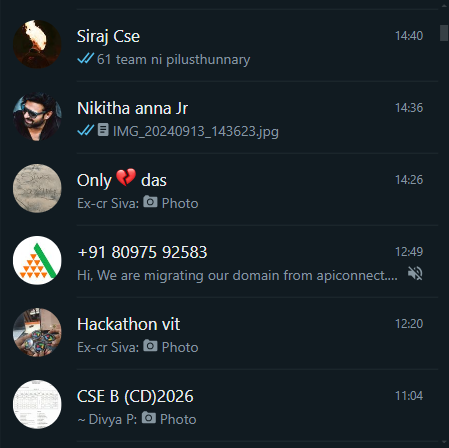 Siraj Cse 14:40
61 team ni pilusthunnary
Nikitha anna Jr 14:36
IMG_20240913_143623.jpg
Only 💔 das 14:26
Ex-cr Siva: Photo
+91 80975 92583 12:49
Hi, We are migrating our domain from apiconnect....
Hackathon vit 12:20
Ex-cr Siva: Photo
CSE B (CD)2026 11:04
~ Divya P: Photo